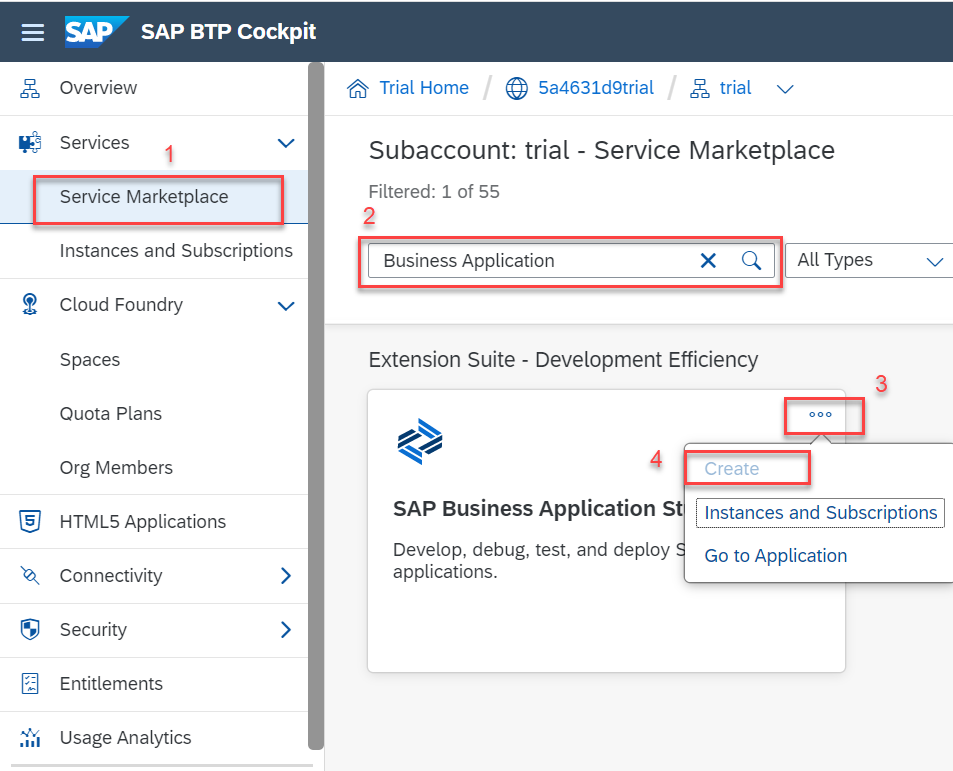 SAP SAP BTP Cockpit
Overview
Services
1
Service Marketplace
Instances and Subscriptions
Cloud Foundry
Spaces
Quota Plans
Org Members
HTML5 Applications
Connectivity
Security
Entitlements
Usage Analytics
Trial Home / 5a4631d9trial / trial
Subaccount: trial - Service Marketplace
Filtered: 1 of 55
2
Business Application
All Types
Extension Suite - Development Efficiency
3
4
Create
Instances and Subscriptions
Go to Application
SAP Business Application St
Develop, debug, test, and deploy S
applications.